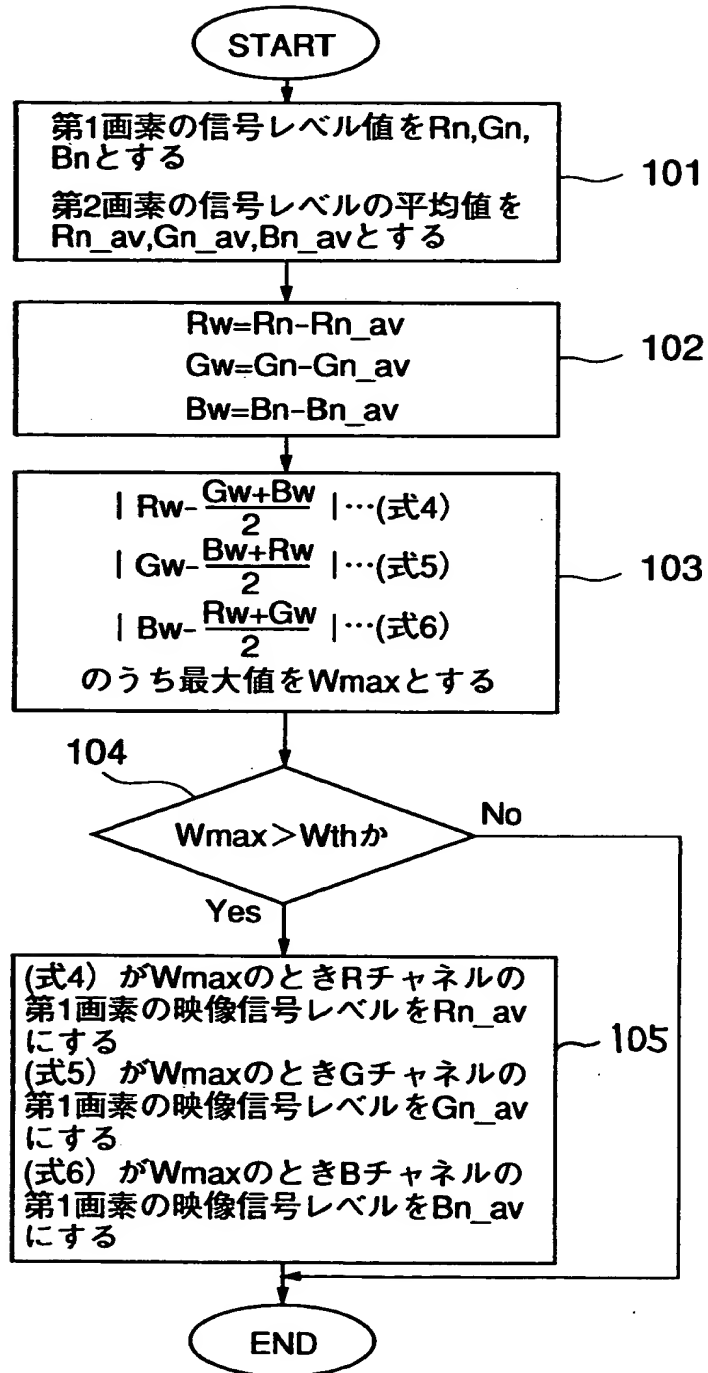 START
第1画素の信号レベル値をRn,Gn,
Bnとする
第2画素の信号レベルの平均値を
Rn_av,Gn_av,Bn_avとする
101
Rw=Rn-Rn_av
Gw=Gn-Gn_av
Bw=Bn-Bn_av
102
| Rw-(Gw+Bw)/2 |…(式4)
| Gw-(Bw+Rw)/2 |…(式5)
| Bw-(Rw+Gw)/2 |…(式6)
のうち最大値をWmaxとする
103
104
Wmax>Wthか
No
Yes
(式4) がWmaxのときRチャネルの
第1画素の映像信号レベルをRn_av
にする
(式5) がWmaxのときGチャネルの
第1画素の映像信号レベルをGn_av
にする
(式6) がWmaxのときBチャネルの
第1画素の映像信号レベルをBn_av
にする
105
END